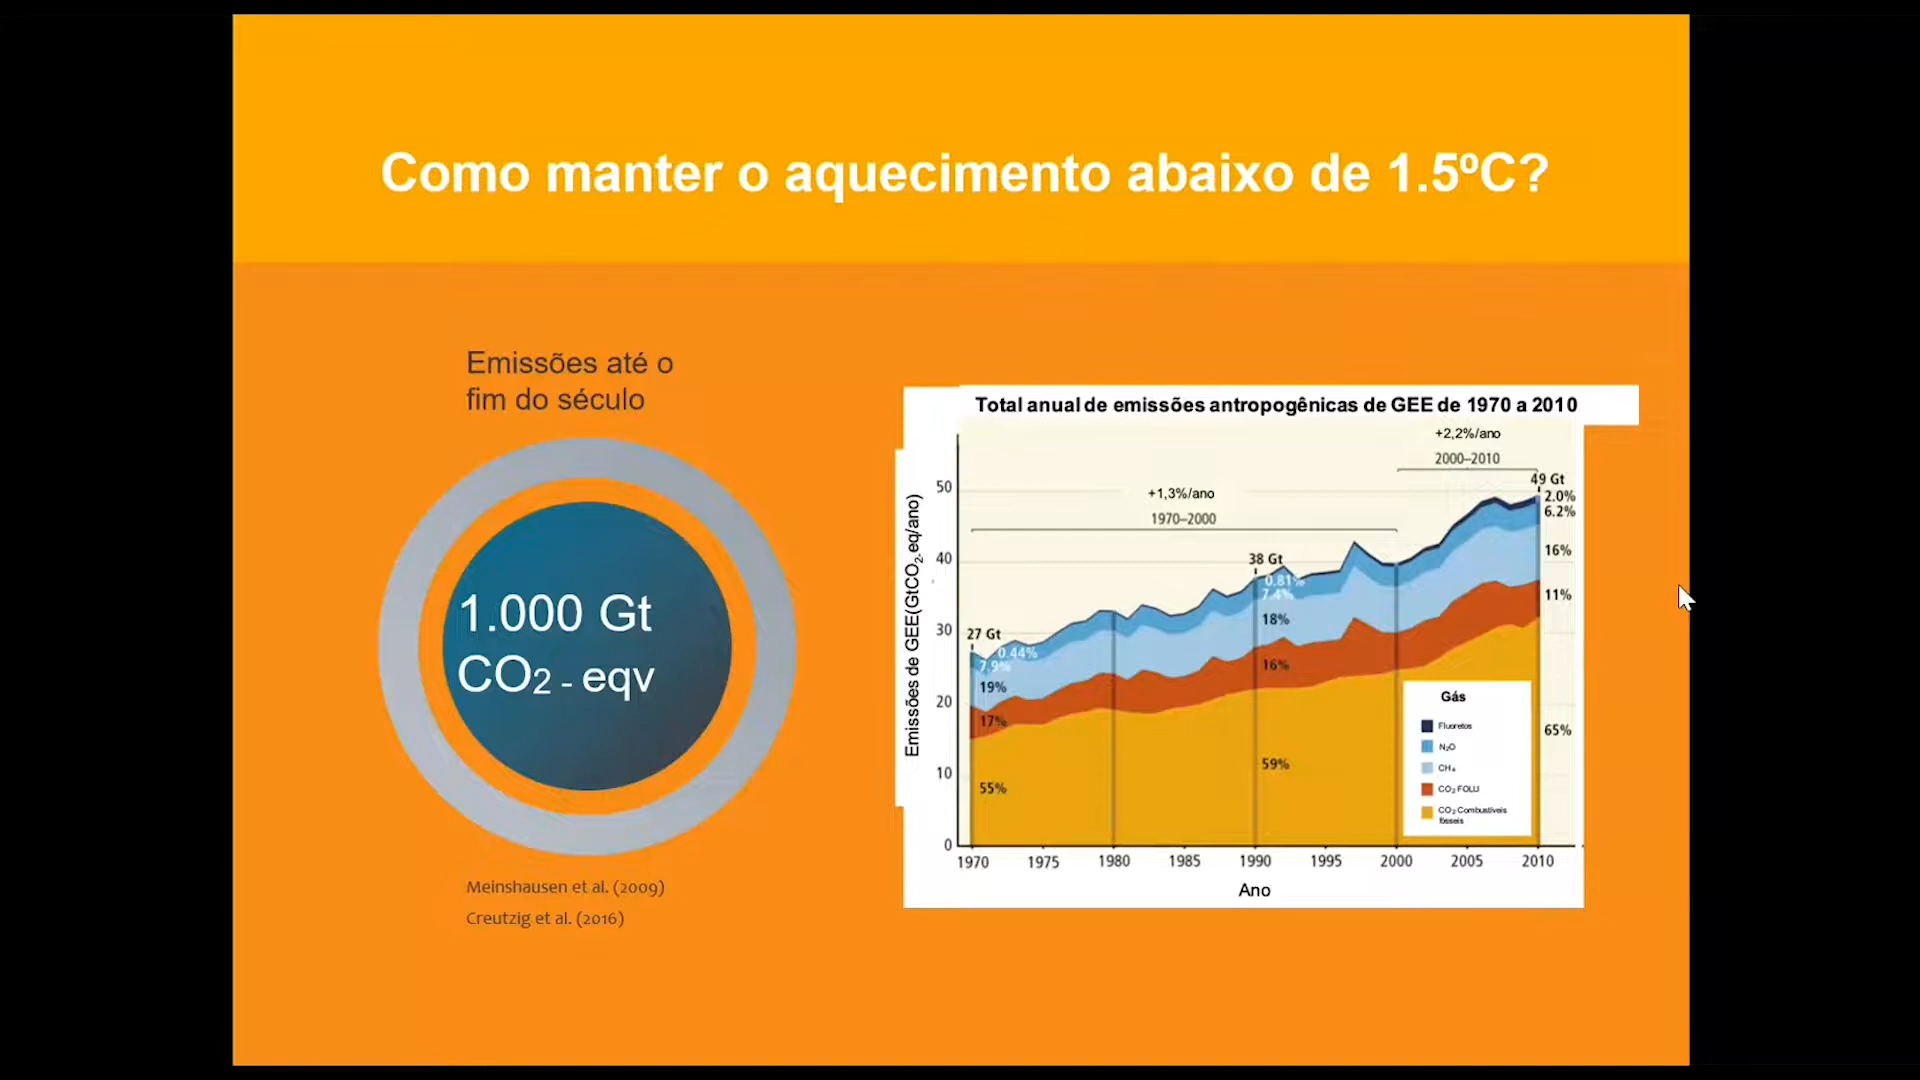 Como manter o aquecimento abaixo de 1.5ºC?
Emissões até o
fim do século
1.000 Gt
CO2 - eqv
Meinshausen et al. (2009)
Creutzig et al. (2016)
Total anual de emissões antropogênicas de GEE de 1970 a 2010
+2,2%/ano
2000–2010
+1,3%/ano
1970–2000
Emissões de GEE(GtCO2-eq/ano)
50
40
30
20
10
0
27 Gt
0.44%
7.9%
19%
17%
55%
38 Gt
0.81%
7.4%
18%
16%
59%
49 Gt
2.0%
6.2%
16%
11%
65%
Gás
Fluoretos
N2O
CH4
CO2 FOLU
CO2 Combustíveis
fósseis
1970 1975 1980 1985 1990 1995 2000 2005 2010
Ano